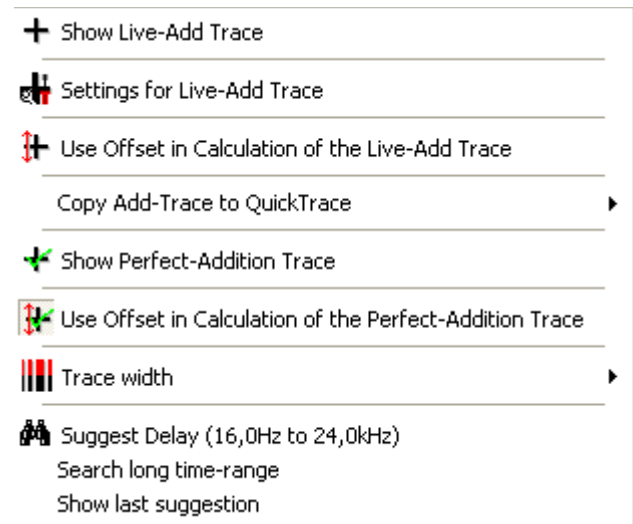 Show Live-Add Trace
Settings for Live-Add Trace
Use Offset in Calculation of the Live-Add Trace
Copy Add-Trace to QuickTrace
Show Perfect-Addition Trace
Use Offset in Calculation of the Perfect-Addition Trace
Trace width
Suggest Delay (16,0Hz to 24,0kHz)
Search long time-range
Show last suggestion